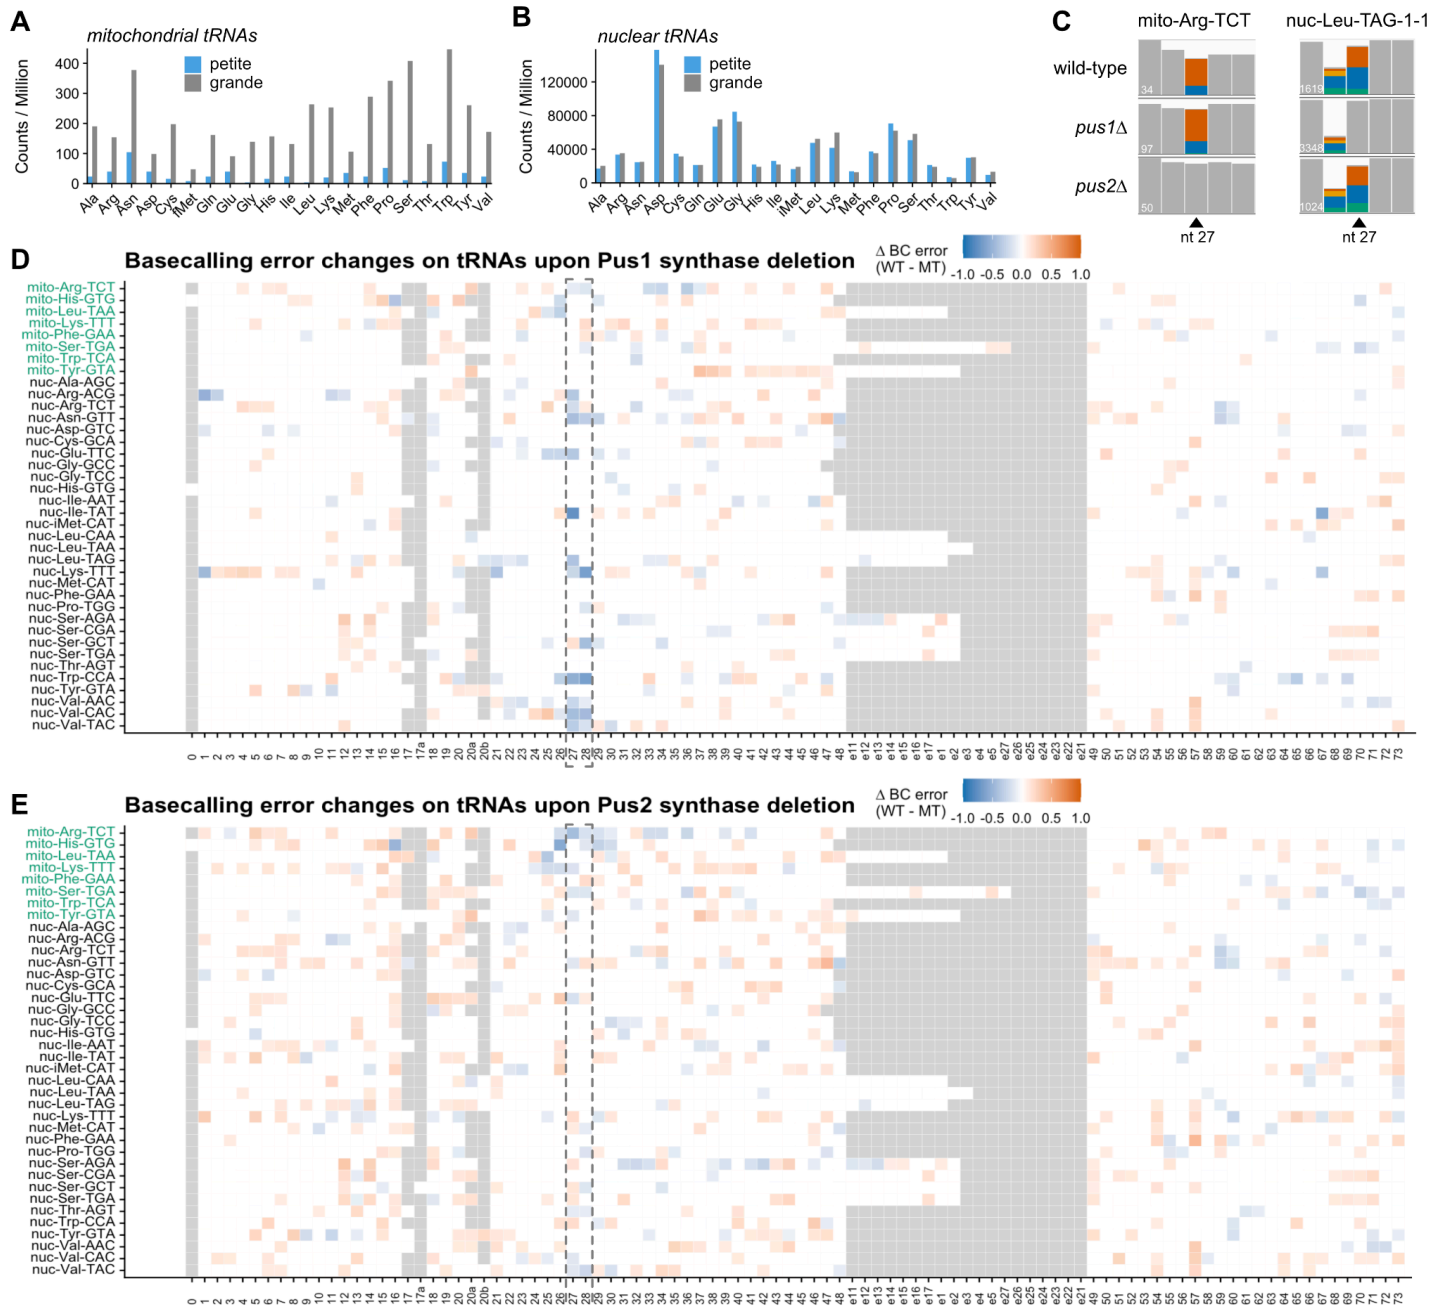 A
mitochondrial tRNAs
petite
grande
Counts / Million
400
300
200
100
0
Ala
Arg
Asn
Asp
Cys
fMet
Gln
Glu
Gly
His
Ile
Leu
Lys
Met
Phe
Pro
Ser
Thr
Trp
Tyr
Val
B
nuclear tRNAs
petite
grande
Counts / Million
120000
80000
40000
0
Ala
Arg
Asn
Asp
Cys
Gln
Glu
Gly
His
Ile
iMet
Leu
Lys
Met
Phe
Pro
Ser
Thr
Trp
Tyr
Val
C
mito-Arg-TCT
nuc-Leu-TAG-1-1
wild-type
34
1619
pus1Δ
97
3348
pus2Δ
50
1024
nt 27
nt 27
D
Basecalling error changes on tRNAs upon Pus1 synthase deletion
Δ BC error
(WT - MT)
-1.0 -0.5 0.0 0.5 1.0
mito-Arg-TCT
mito-His-GTG
mito-Leu-TAA
mito-Lys-TTT
mito-Phe-GAA
mito-Ser-TGA
mito-Trp-TCA
mito-Tyr-GTA
nuc-Ala-AGC
nuc-Arg-ACG
nuc-Arg-TCT
nuc-Asn-GTT
nuc-Asp-GTC
nuc-Cys-GCA
nuc-Glu-TTC
nuc-Gly-GCC
nuc-Gly-TCC
nuc-His-GTG
nuc-Ile-AAT
nuc-Ile-TAT
nuc-iMet-CAT
nuc-Leu-CAA
nuc-Leu-TAA
nuc-Leu-TAG
nuc-Lys-TTT
nuc-Met-CAT
nuc-Phe-GAA
nuc-Pro-TGG
nuc-Ser-AGA
nuc-Ser-CGA
nuc-Ser-GCT
nuc-Ser-TGA
nuc-Thr-AGT
nuc-Trp-CCA
nuc-Tyr-GTA
nuc-Val-AAC
nuc-Val-CAC
nuc-Val-TAC
0 1 2 3 4 5 6 7 8 9 10 11 12 13 14 15 16 17 17a 18 19 20 20a 20b 21 22 23 24 25 26 27 28 29 30 31 32 33 34 35 36 37 38 39 40 41 42 43 44 45 46 47 48 e11 e12 e13 e14 e15 e16 e17 e1 e2 e3 e4 e5 e27 e26 e25 e24 e23 e22 e21 49 50 51 52 53 54 55 56 57 58 59 60 61 62 63 64 65 66 67 68 69 70 71 72 73
E
Basecalling error changes on tRNAs upon Pus2 synthase deletion
Δ BC error
(WT - MT)
-1.0 -0.5 0.0 0.5 1.0
mito-Arg-TCT
mito-His-GTG
mito-Leu-TAA
mito-Lys-TTT
mito-Phe-GAA
mito-Ser-TGA
mito-Trp-TCA
mito-Tyr-GTA
nuc-Ala-AGC
nuc-Arg-ACG
nuc-Arg-TCT
nuc-Asn-GTT
nuc-Asp-GTC
nuc-Cys-GCA
nuc-Glu-TTC
nuc-Gly-GCC
nuc-Gly-TCC
nuc-His-GTG
nuc-Ile-AAT
nuc-Ile-TAT
nuc-iMet-CAT
nuc-Leu-CAA
nuc-Leu-TAA
nuc-Leu-TAG
nuc-Lys-TTT
nuc-Met-CAT
nuc-Phe-GAA
nuc-Pro-TGG
nuc-Ser-AGA
nuc-Ser-CGA
nuc-Ser-GCT
nuc-Ser-TGA
nuc-Thr-AGT
nuc-Trp-CCA
nuc-Tyr-GTA
nuc-Val-AAC
nuc-Val-CAC
nuc-Val-TAC
0 1 2 3 4 5 6 7 8 9 10 11 12 13 14 15 16 17 17a 18 19 20 20a 20b 21 22 23 24 25 26 27 28 29 30 31 32 33 34 35 36 37 38 39 40 41 42 43 44 45 46 47 48 e11 e12 e13 e14 e15 e16 e17 e1 e2 e3 e4 e5 e27 e26 e25 e24 e23 e22 e21 49 50 51 52 53 54 55 56 57 58 59 60 61 62 63 64 65 66 67 68 69 70 71 72 73